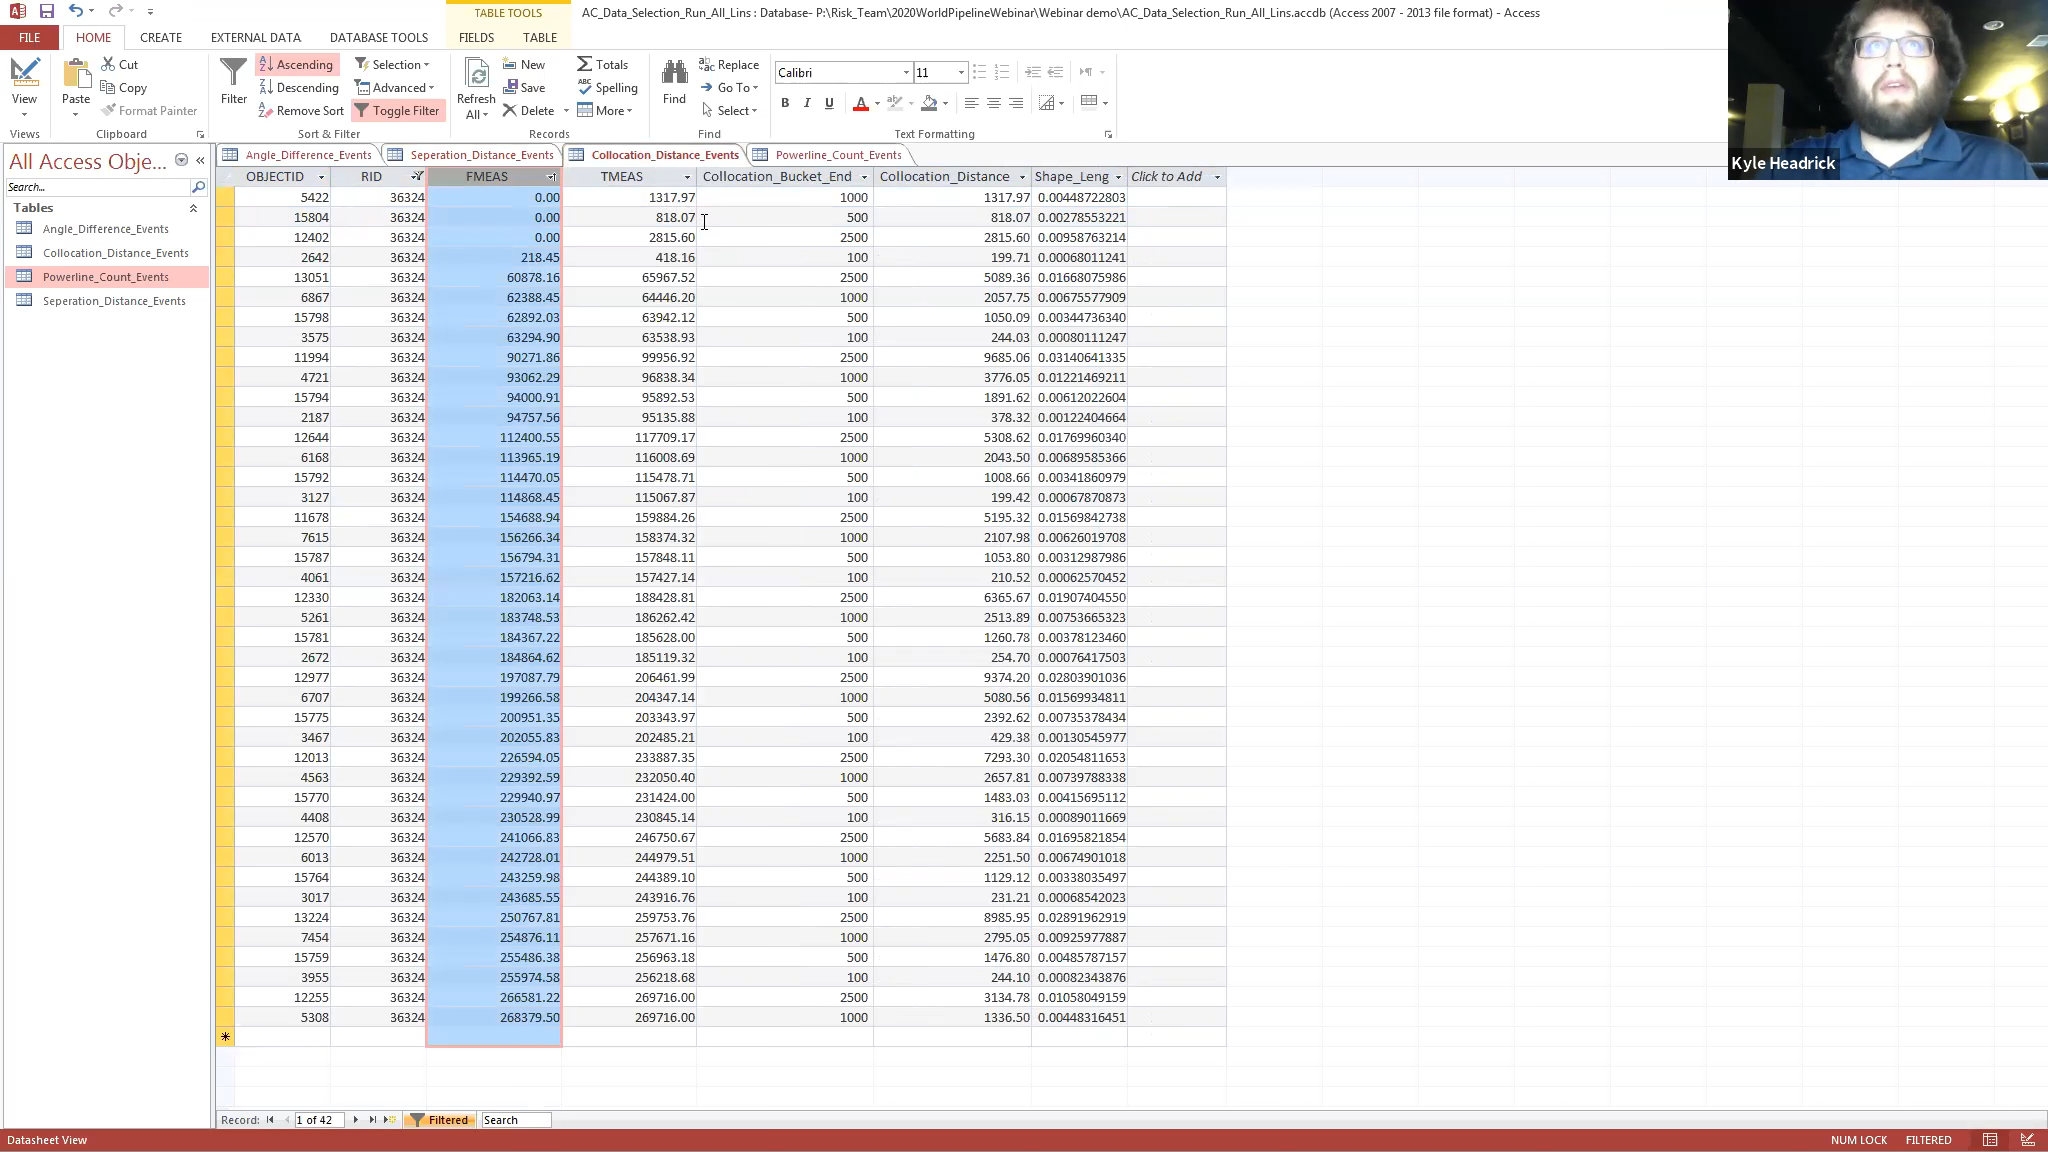 AC_Data_Selection_Run_All_Lins : Database- P:\Risk_Team\2020WorldPipelineWebinar\Webinar demo\AC_Data_Selection_Run_All_Lins.accdb (Access 2007 - 2013 file format) - Access
TABLE TOOLS
FILE HOME CREATE EXTERNAL DATA DATABASE TOOLS FIELDS TABLE
View
Views
Paste
Cut
Copy
Format Painter
Clipboard
Filter
Ascending
Descending
Remove Sort
Selection
Advanced
Toggle Filter
Sort & Filter
Refresh All
New
Save
Delete
Totals
Spelling
More
Records
Find
Replace
Go To
Select
Find
Calibri 11
B I U A
Text Formatting
Kyle Headrick
All Access Obje...
Search...
Tables
Angle_Difference_Events
Collocation_Distance_Events
Powerline_Count_Events
Seperation_Distance_Events
Angle_Difference_Events Seperation_Distance_Events Collocation_Distance_Events Powerline_Count_Events
OBJECTID RID FMEAS TMEAS Collocation_Bucket_End Collocation_Distance Shape_Leng Click to Add
5422 36324 0.00 1317.97 1000 1317.97 0.00448722803
15804 36324 0.00 818.07 500 818.07 0.00278553221
12402 36324 0.00 2815.60 2500 2815.60 0.00958763214
2642 36324 218.45 418.16 100 199.71 0.00068011241
13051 36324 60878.16 65967.52 2500 5089.36 0.01668075986
6867 36324 62388.45 64446.20 1000 2057.75 0.00675577909
15798 36324 62892.03 63942.12 500 1050.09 0.00344736340
3575 36324 63294.90 63538.93 100 244.03 0.00080111247
11994 36324 90271.86 99956.92 2500 9685.06 0.03140641335
4721 36324 93062.29 96838.34 1000 3776.05 0.01221469211
15794 36324 94000.91 95892.53 500 1891.62 0.00612022604
2187 36324 94757.56 95135.88 100 378.32 0.00122404664
12644 36324 112400.55 117709.17 2500 5308.62 0.01769960340
6168 36324 113965.19 116008.69 1000 2043.50 0.00689585366
15792 36324 114470.05 115478.71 500 1008.66 0.00341860979
3127 36324 114868.45 115067.87 100 199.42 0.00067870873
11678 36324 154688.94 159884.26 2500 5195.32 0.01569842738
7615 36324 156266.34 158374.32 1000 2107.98 0.00626019708
15787 36324 156794.31 157848.11 500 1053.80 0.00312987986
4061 36324 157216.62 157427.14 100 210.52 0.00062570452
12330 36324 182063.14 188428.81 2500 6365.67 0.01907404550
5261 36324 183748.53 186262.42 1000 2513.89 0.00753665323
15781 36324 184367.22 185628.00 500 1260.78 0.00378123460
2672 36324 184864.62 185119.32 100 254.70 0.00076417503
12977 36324 197087.79 206461.99 2500 9374.20 0.02803901036
6707 36324 199266.58 204347.14 1000 5080.56 0.01569934811
15775 36324 200951.35 203343.97 500 2392.62 0.00735378434
3467 36324 202055.83 202485.21 100 429.38 0.00130545977
12013 36324 226594.05 233887.35 2500 7293.30 0.02054811653
4563 36324 229392.59 232050.40 1000 2657.81 0.00739788338
15770 36324 229940.97 231424.00 500 1483.03 0.00415695112
4408 36324 230528.99 230845.14 100 316.15 0.00089011669
12570 36324 241066.83 246750.67 2500 5683.84 0.01695821854
6013 36324 242728.01 244979.51 1000 2251.50 0.00674901018
15764 36324 243259.98 244389.10 500 1129.12 0.00338035497
3017 36324 243685.55 243916.76 100 231.21 0.00068542023
13224 36324 250767.81 259753.76 2500 8985.95 0.02891962919
7454 36324 254876.11 257671.16 1000 2795.05 0.00925977887
15759 36324 255486.38 256963.18 500 1476.80 0.00485787157
3955 36324 255974.58 256218.68 100 244.10 0.00082343876
12255 36324 266581.22 269716.00 2500 3134.78 0.01058049159
5308 36324 268379.50 269716.00 1000 1336.50 0.00448316451
Record: 1 of 42 Filtered Search
Datasheet View NUM LOCK FILTERED